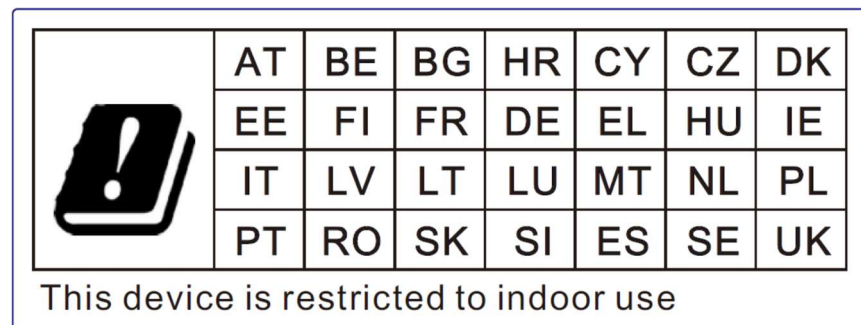 AT BE BG HR CY CZ DK
EE FI FR DE EL HU IE
IT LV LT LU MT NL PL
PT RO SK SI ES SE UK
This device is restricted to indoor use